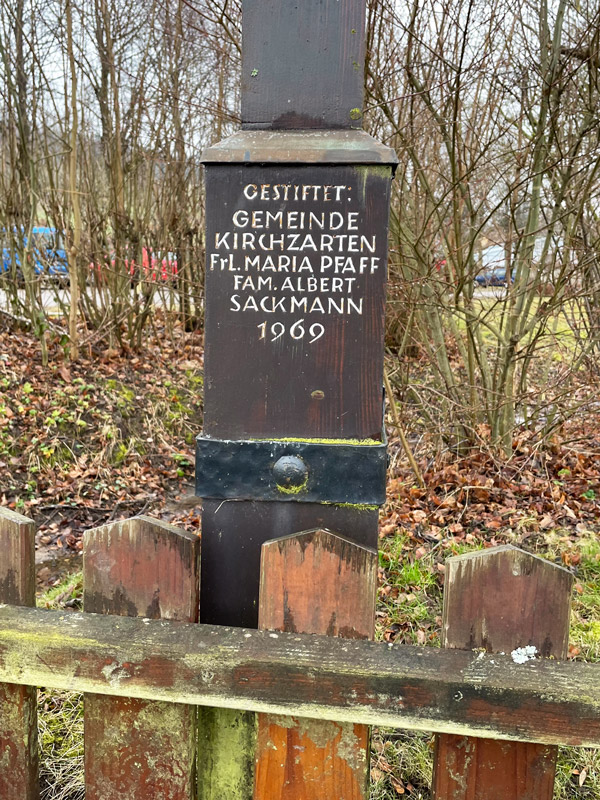 GESTIFTET:
GEMEINDE
KIRCHZARTEN
FrL. MARIA PFAFF
FAM. ALBERT
SACKMANN
1969